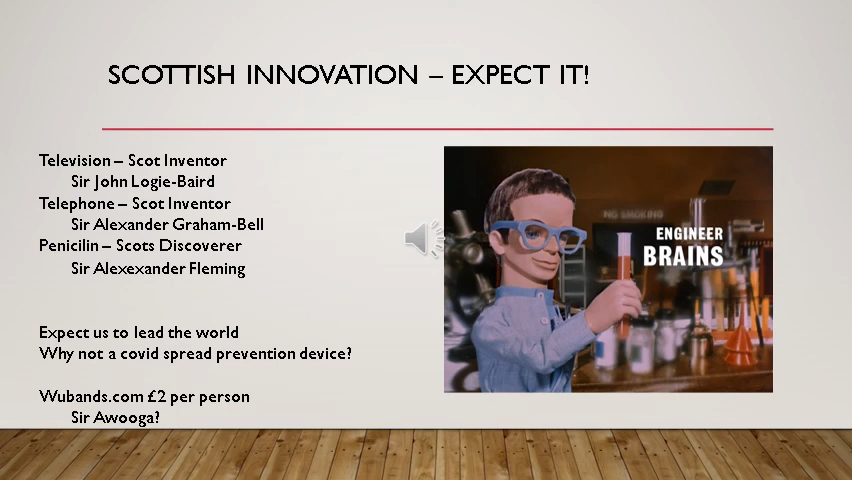 SCOTTISH INNOVATION – EXPECT IT!
Television – Scot Inventor
Sir John Logie-Baird
Telephone – Scot Inventor
Sir Alexander Graham-Bell
Penicilin – Scots Discoverer
Sir Alexexander Fleming
Expect us to lead the world
Why not a covid spread prevention device?
Wubands.com £2 per person
Sir Awooga?
NO SMOKING
ENGINEER
BRAINS